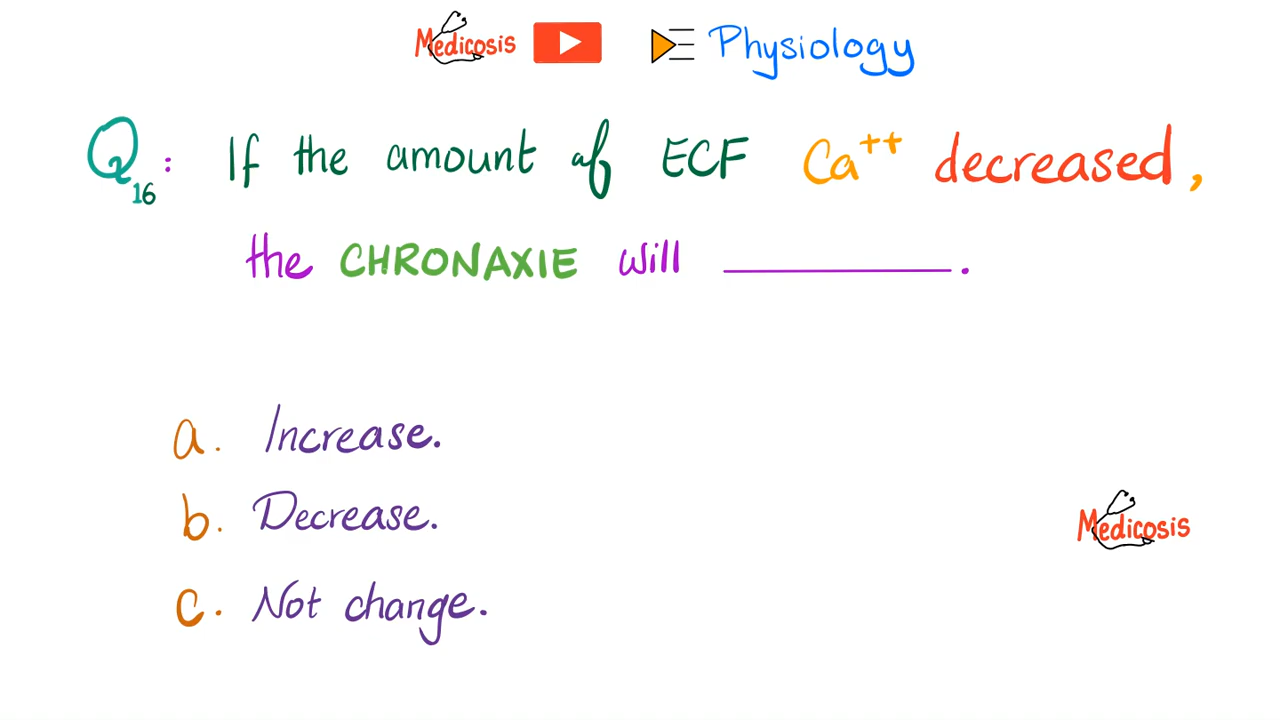 Medicosis Physiology
Q16: If the amount of ECF Ca⁺⁺ decreased,
the CHRONAXIE will ________.
a. Increase.
b. Decrease.
Medicosis
c. Not change.